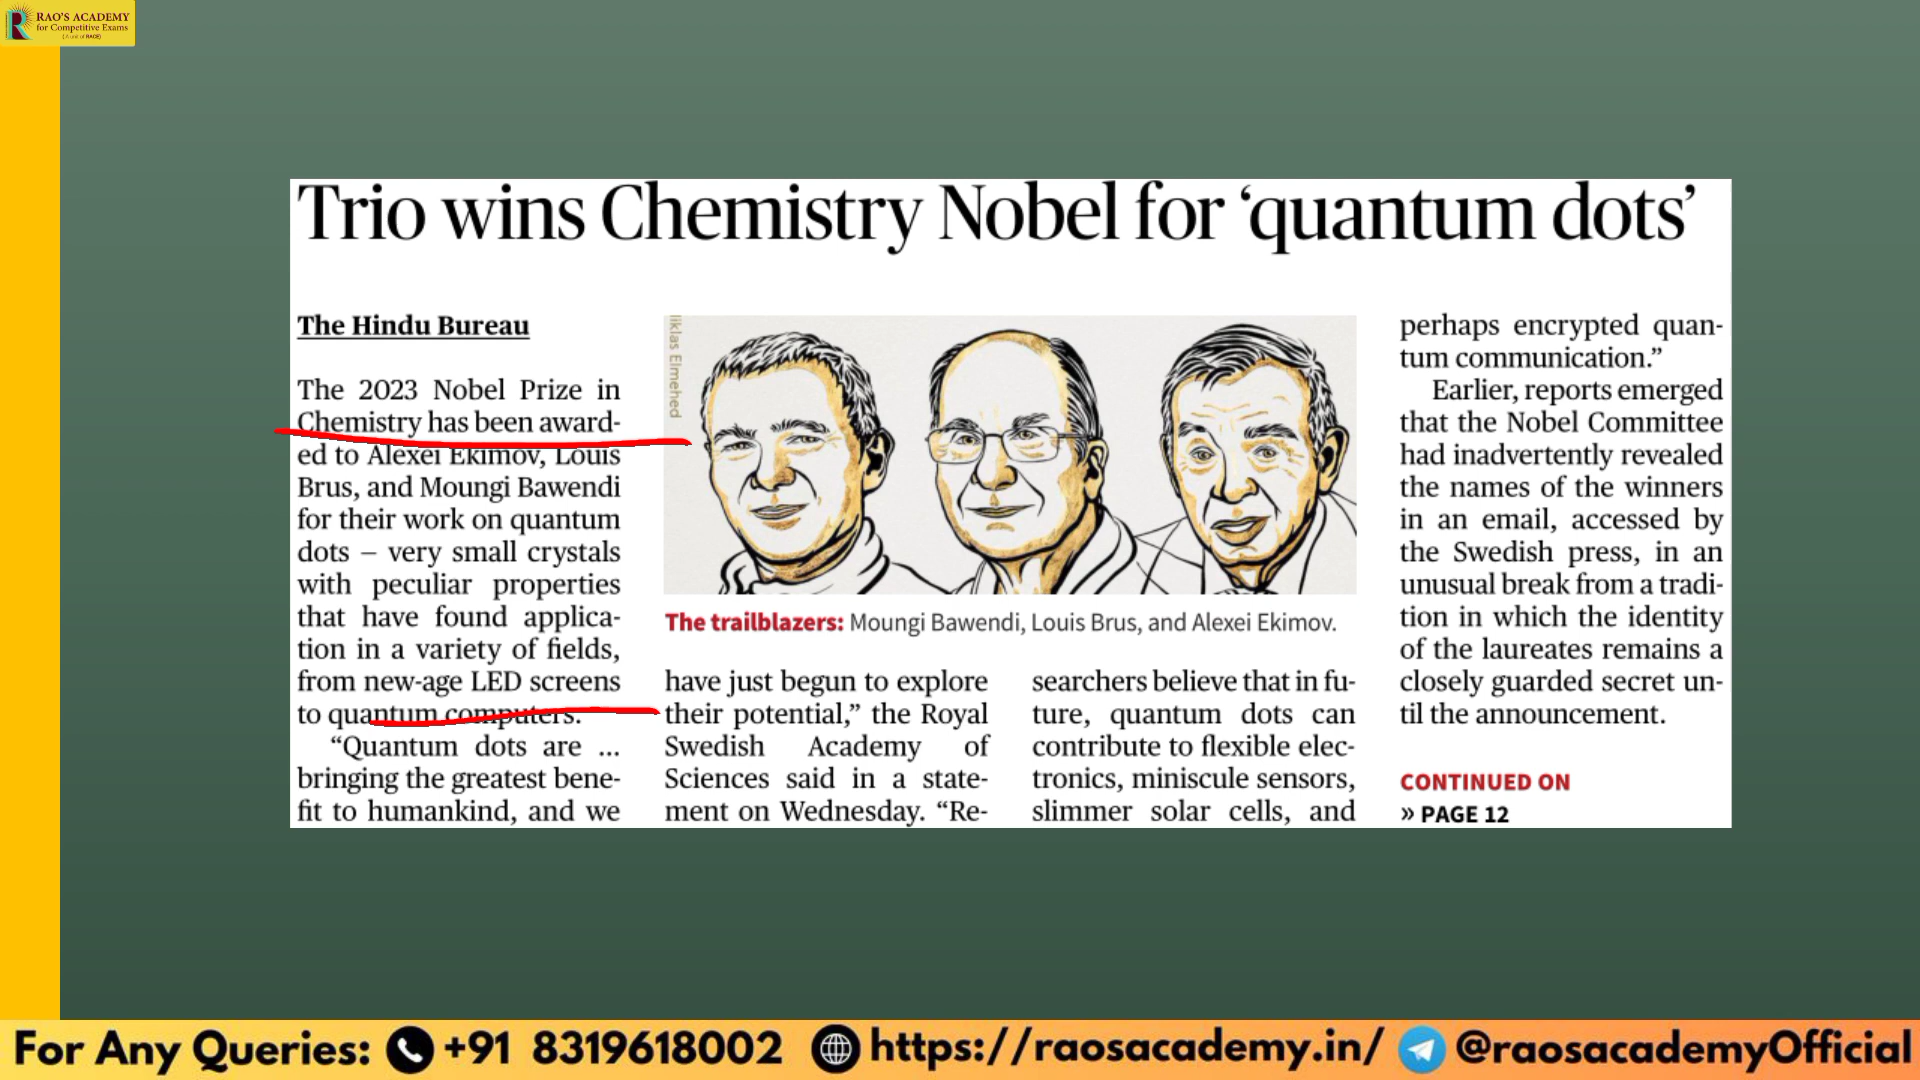 RAO'S ACADEMY
for Competitive Exams
(A unit of RACE)
Trio wins Chemistry Nobel for ‘quantum dots’
The Hindu Bureau
The 2023 Nobel Prize in
Chemistry has been award-
ed to Alexei Ekimov, Louis
Brus, and Moungi Bawendi
for their work on quantum
dots – very small crystals
with peculiar properties
that have found applica-
tion in a variety of fields,
from new-age LED screens
to quantum computers.
“Quantum dots are ...
bringing the greatest bene-
fit to humankind, and we
iklas Elmehed
The trailblazers: Moungi Bawendi, Louis Brus, and Alexei Ekimov.
have just begun to explore
their potential,” the Royal
Swedish Academy of
Sciences said in a state-
ment on Wednesday. “Re-
searchers believe that in fu-
ture, quantum dots can
contribute to flexible elec-
tronics, miniscule sensors,
slimmer solar cells, and
perhaps encrypted quan-
tum communication.”
Earlier, reports emerged
that the Nobel Committee
had inadvertently revealed
the names of the winners
in an email, accessed by
the Swedish press, in an
unusual break from a tradi-
tion in which the identity
of the laureates remains a
closely guarded secret un-
til the announcement.
CONTINUED ON
» PAGE 12
For Any Queries: +91 8319618002 https://raosacademy.in/ @raosacademyOfficial